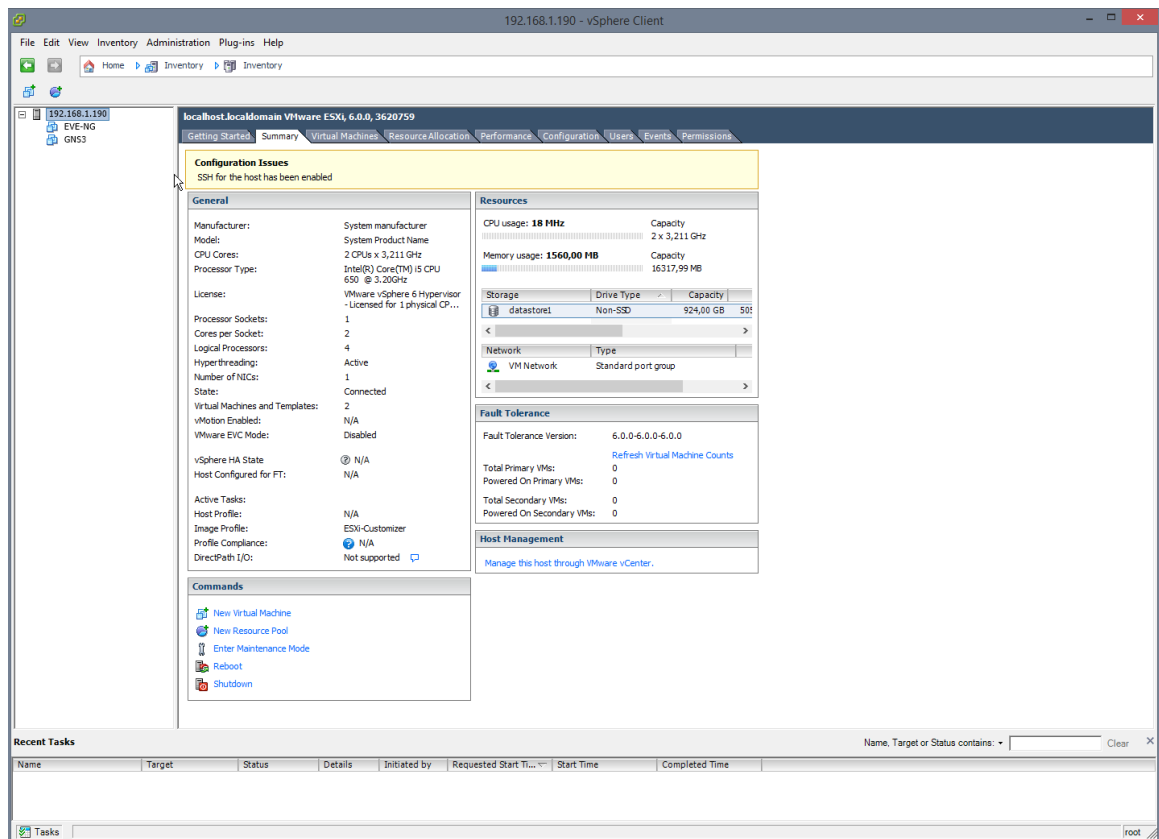 192.168.1.190 - vSphere Client
File Edit View Inventory Administration Plug-ins Help
Home Inventory Inventory
192.168.1.190
EVE-NG
GNS3
localhost.localdomain VMware ESXi, 6.0.0, 3620759
Getting Started Summary Virtual Machines Resource Allocation Performance Configuration Users Events Permissions
Configuration Issues
SSH for the host has been enabled
General
Manufacturer: System manufacturer
Model: System Product Name
CPU Cores: 2 CPUs x 3,211 GHz
Processor Type: Intel(R) Core(TM) i5 CPU
650 @ 3.20GHz
License: VMware vSphere 6 Hypervisor
- Licensed for 1 physical CP...
Processor Sockets: 1
Cores per Socket: 2
Logical Processors: 4
Hyperthreading: Active
Number of NICs: 1
State: Connected
Virtual Machines and Templates: 2
vMotion Enabled: N/A
VMware EVC Mode: Disabled
vSphere HA State N/A
Host Configured for FT: N/A
Active Tasks:
Host Profile: N/A
Image Profile: ESXi-Customizer
Profile Compliance: N/A
DirectPath I/O: Not supported
Commands
New Virtual Machine
New Resource Pool
Enter Maintenance Mode
Reboot
Shutdown
Resources
CPU usage: 18 MHz Capacity
2 x 3,211 GHz
Memory usage: 1560,00 MB Capacity
16317,99 MB
Storage Drive Type Capacity
datastore1 Non-SSD 924,00 GB 505
Network Type
VM Network Standard port group
Fault Tolerance
Fault Tolerance Version: 6.0.0-6.0.0-6.0.0
Refresh Virtual Machine Counts
Total Primary VMs: 0
Powered On Primary VMs: 0
Total Secondary VMs: 0
Powered On Secondary VMs: 0
Host Management
Manage this host through VMware vCenter.
Recent Tasks Name, Target or Status contains: Clear
Name Target Status Details Initiated by Requested Start Ti... Start Time Completed Time
Tasks root